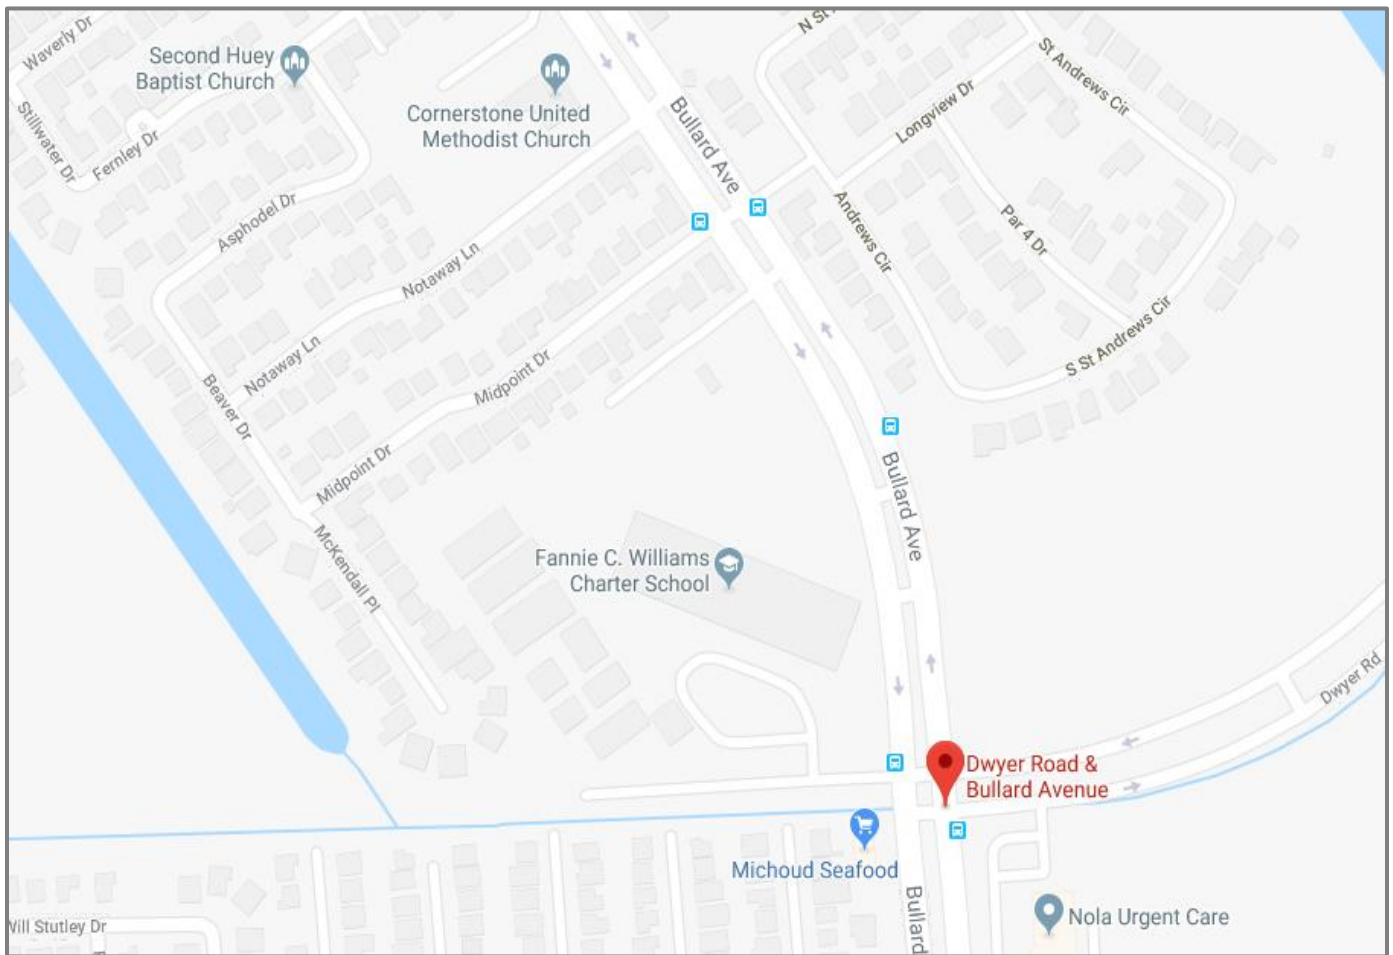 Waverly Dr
Second Huey
Baptist Church
Cornerstone United
Methodist Church
Bullard Ave
N St
St Andrews Cir
Longview Dr
Stillwater Dr
Fernley Dr
Asphodel Dr
Andrews Cir
Par 4 Dr
Notaway Ln
Notaway Ln
Midpoint Dr
S St Andrews Cir
Beaver Dr
Midpoint Dr
Bullard Ave
McKendall Pl
Fannie C. Williams
Charter School
Dwyer Rd
Dwyer Road &
Bullard Avenue
Michoud Seafood
Bullard
Nola Urgent Care
Will Stutley Dr